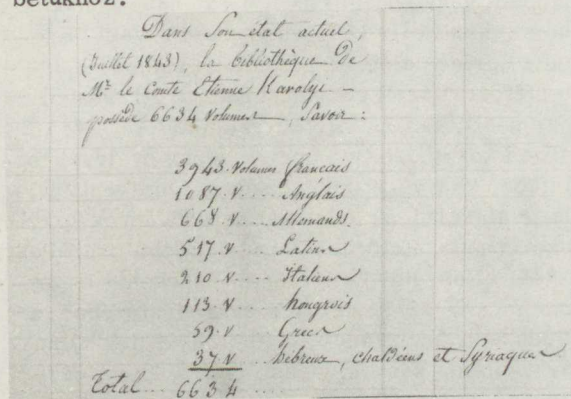 betükhöz.
Dans Son état actuel,
(Juillet 1843), la bibliothèque de
Mr. le Comte Etienne Karolyi –
possède 6634 Volumes, Savoir :
3943. Volumes français
1087. V.... Anglais
668. V.... Allemands.
517. V.... Latins
210. V.... Italiens
113. V.... hongrois
59. V.... Grecs
37 V.... hébreux, chaldéens et Syriaques
Total.... 6634